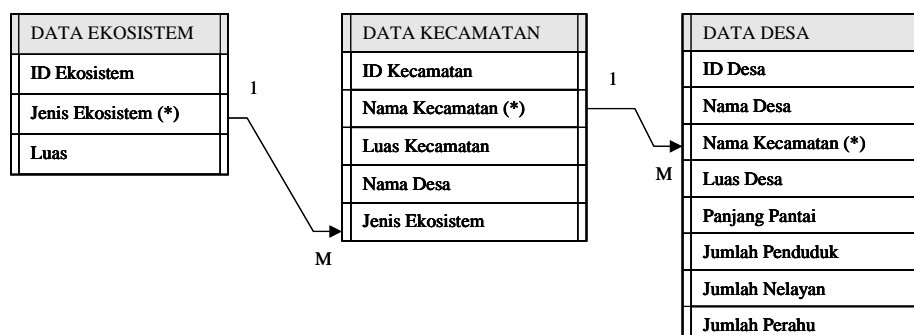 DATA EKOSISTEM
ID Ekosistem
Jenis Ekosistem (*)
Luas
1
M
DATA KECAMATAN
ID Kecamatan
Nama Kecamatan (*)
Luas Kecamatan
Nama Desa
Jenis Ekosistem
1
M
DATA DESA
ID Desa
Nama Desa
Nama Kecamatan (*)
Luas Desa
Panjang Pantai
Jumlah Penduduk
Jumlah Nelayan
Jumlah Perahu